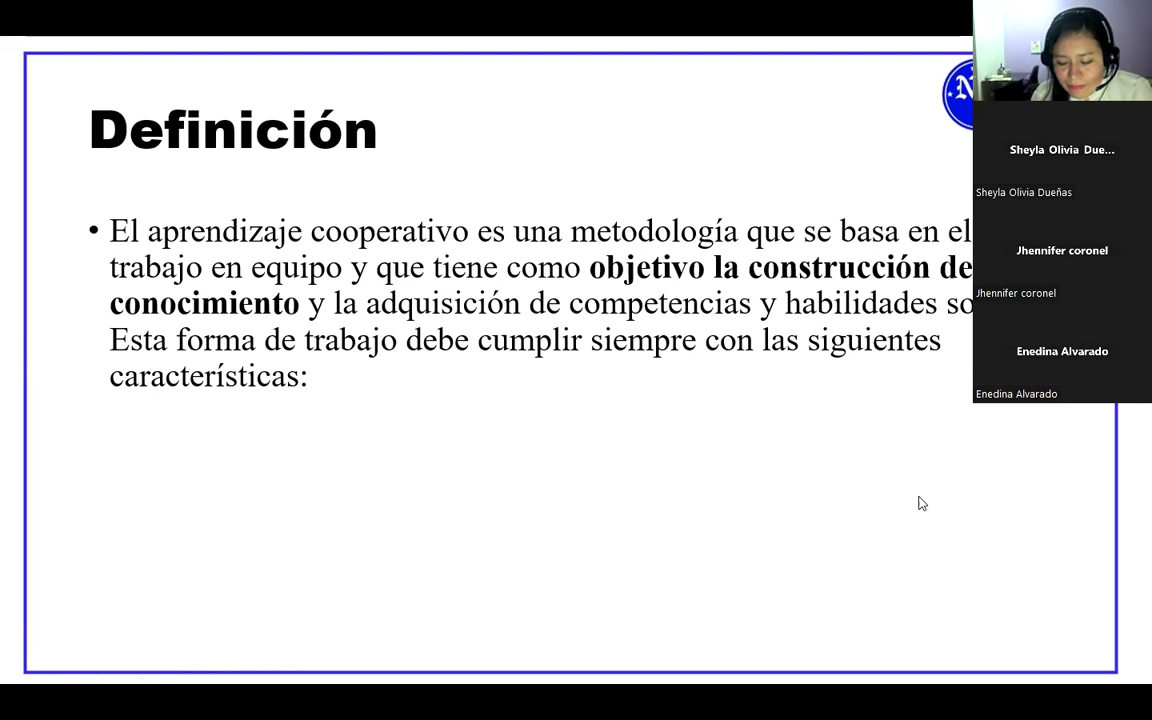 Definición
• El aprendizaje cooperativo es una metodología que se basa en el
trabajo en equipo y que tiene como objetivo la construcción de
conocimiento y la adquisición de competencias y habilidades so
Esta forma de trabajo debe cumplir siempre con las siguientes
características:
N
Sheyla Olivia Due...
Sheyla Olivia Dueñas
Jhennifer coronel
Jhennifer coronel
Enedina Alvarado
Enedina Alvarado